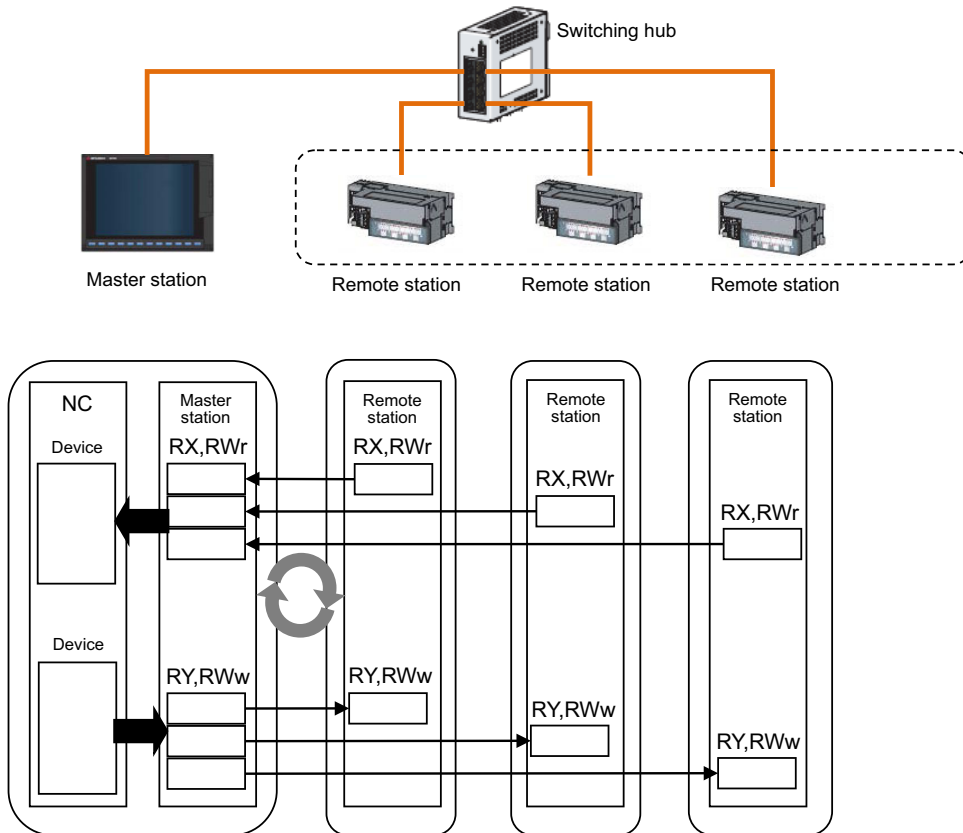 Switching hub
Master station
Remote station
Remote station
Remote station
NC
Master
station
Remote
station
Remote
station
Remote
station
Device
RX,RWr
RX,RWr
RX,RWr
RX,RWr
Device
RY,RWw
RY,RWw
RY,RWw
RY,RWw